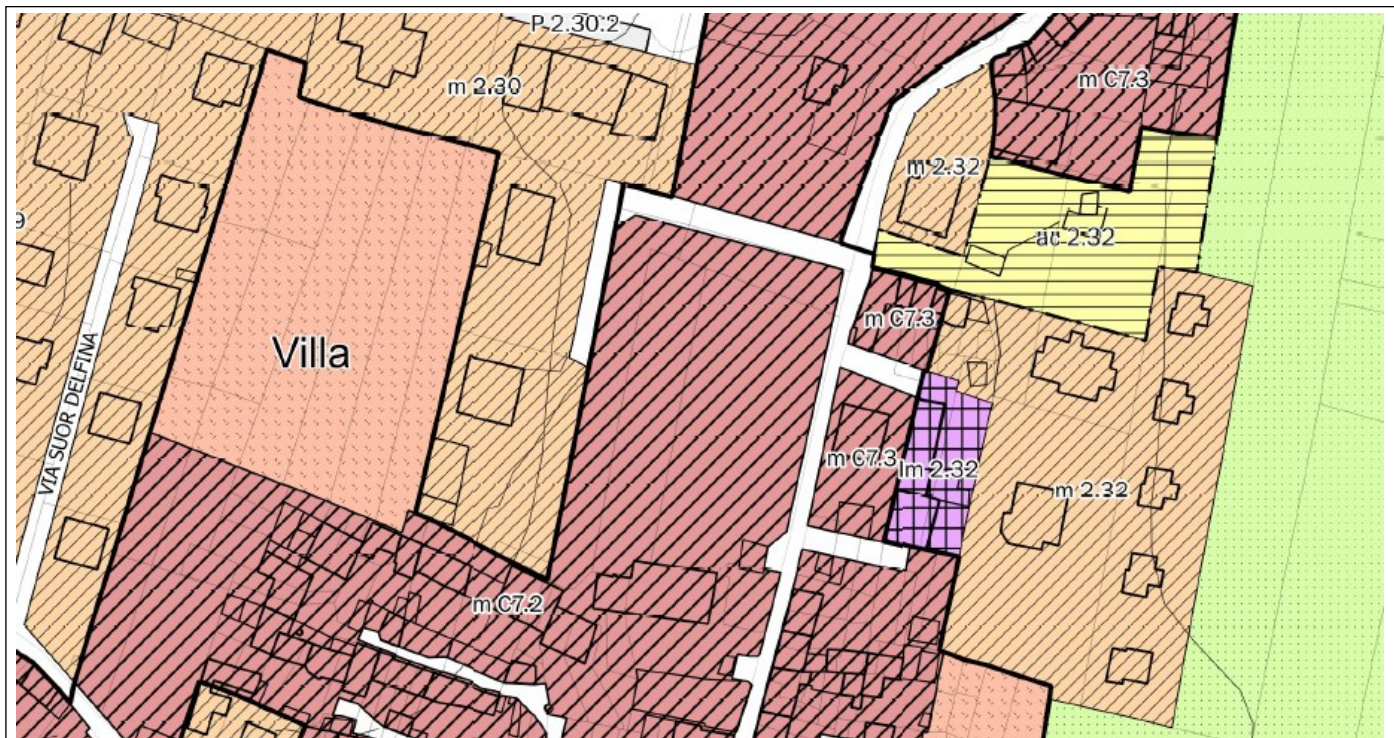 P 2.30.2
m 2.30
m C7.3
m 2.32
9
ac 2.32
m C7.3
Villa
VIA SUOR DELFINA
m C7.3
lm 2.32
m 2.32
m C7.2